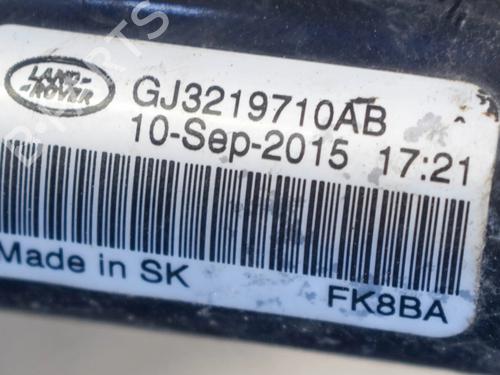 LAND-
ROVER
GJ3219710AB
10-Sep-2015 17:21
Made in SK
FK8BA